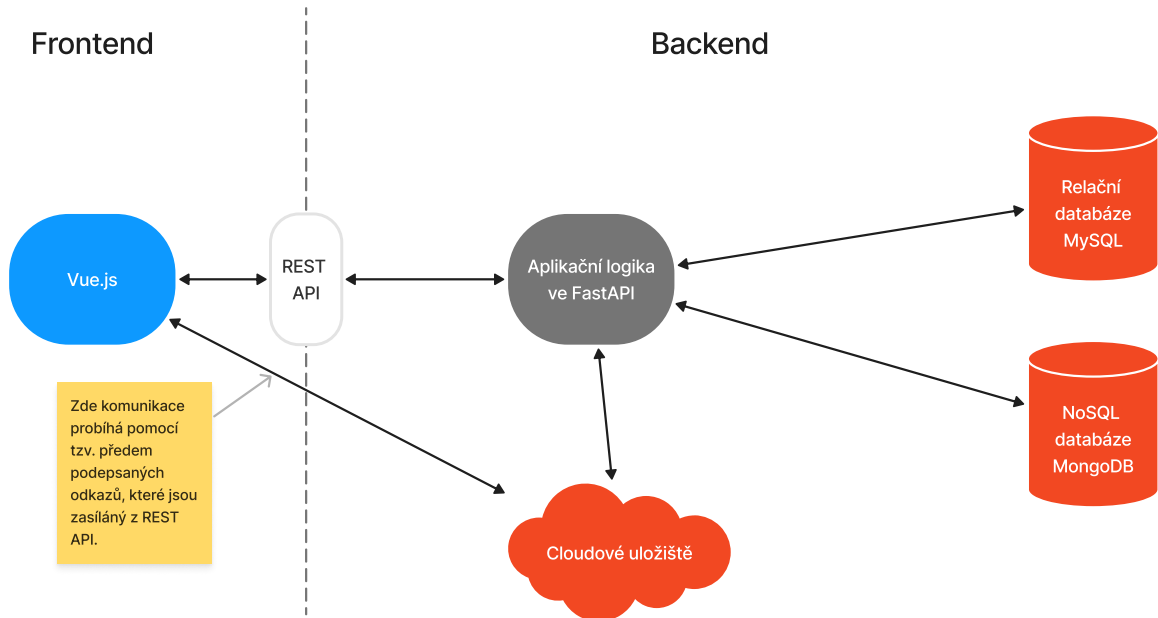 Frontend
Backend
Vue.js
REST
API
Aplikační logika
ve FastAPI
Relační
databáze
MySQL
NoSQL
databáze
MongoDB
Cloudové uložiště
Zde komunikace
probíhá pomocí
tzv. předem
podepsaných
odkazů, které jsou
zasíláný z REST
API.